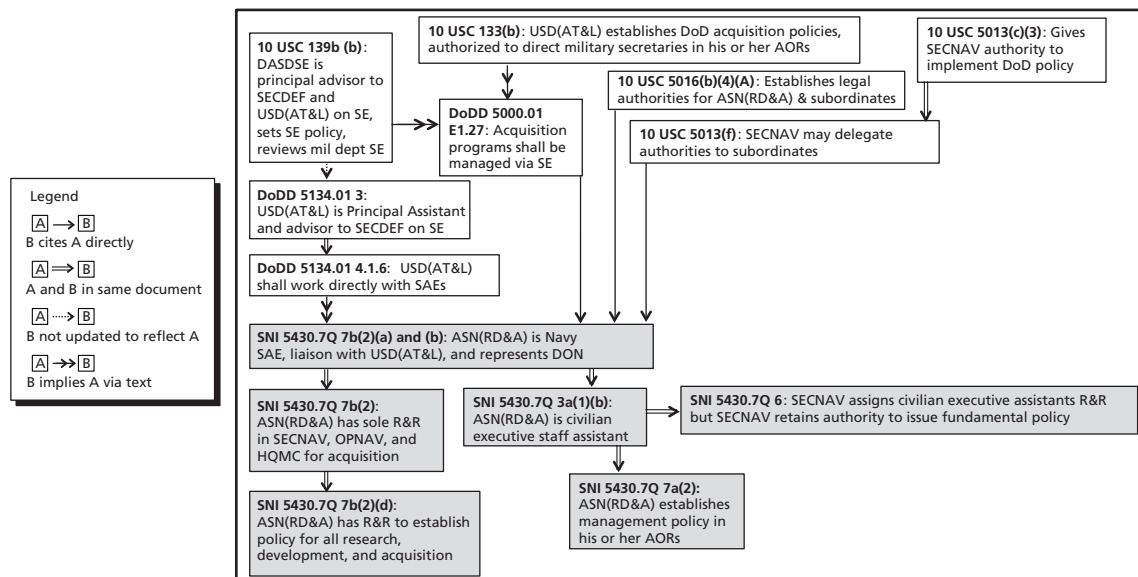 10 USC 139b (b):
DASDSE is
principal advisor to
SECDEF and
USD(AT&L) on SE,
sets SE policy,
reviews mil dept SE
10 USC 133(b): USD(AT&L) establishes DoD acquisition policies,
authorized to direct military secretaries in his or her AORs
10 USC 5013(c)(3): Gives
SECNAV authority to
implement DoD policy
10 USC 5016(b)(4)(A): Establishes legal
authorities for ASN(RD&A) & subordinates
DoDD 5000.01
E1.27: Acquisition
programs shall be
managed via SE
10 USC 5013(f): SECNAV may delegate
authorities to subordinates
Legend
A B
B cites A directly
A B
A and B in same document
A B
B not updated to reflect A
A B
B implies A via text
DoDD 5134.01 3:
USD(AT&L) is Principal Assistant
and advisor to SECDEF on SE
DoDD 5134.01 4.1.6: USD(AT&L)
shall work directly with SAEs
SNI 5430.7Q 7b(2)(a) and (b): ASN(RD&A) is Navy
SAE, liaison with USD(AT&L), and represents DON
SNI 5430.7Q 7b(2):
ASN(RD&A) has sole R&R
in SECNAV, OPNAV, and
HQMC for acquisition
SNI 5430.7Q 3a(1)(b):
ASN(RD&A) is civilian
executive staff assistant
SNI 5430.7Q 6: SECNAV assigns civilian executive assistants R&R
but SECNAV retains authority to issue fundamental policy
SNI 5430.7Q 7b(2)(d):
ASN(RD&A) has R&R to establish
policy for all research,
development, and acquisition
SNI 5430.7Q 7a(2):
ASN(RD&A) establishes
management policy in
his or her AORs